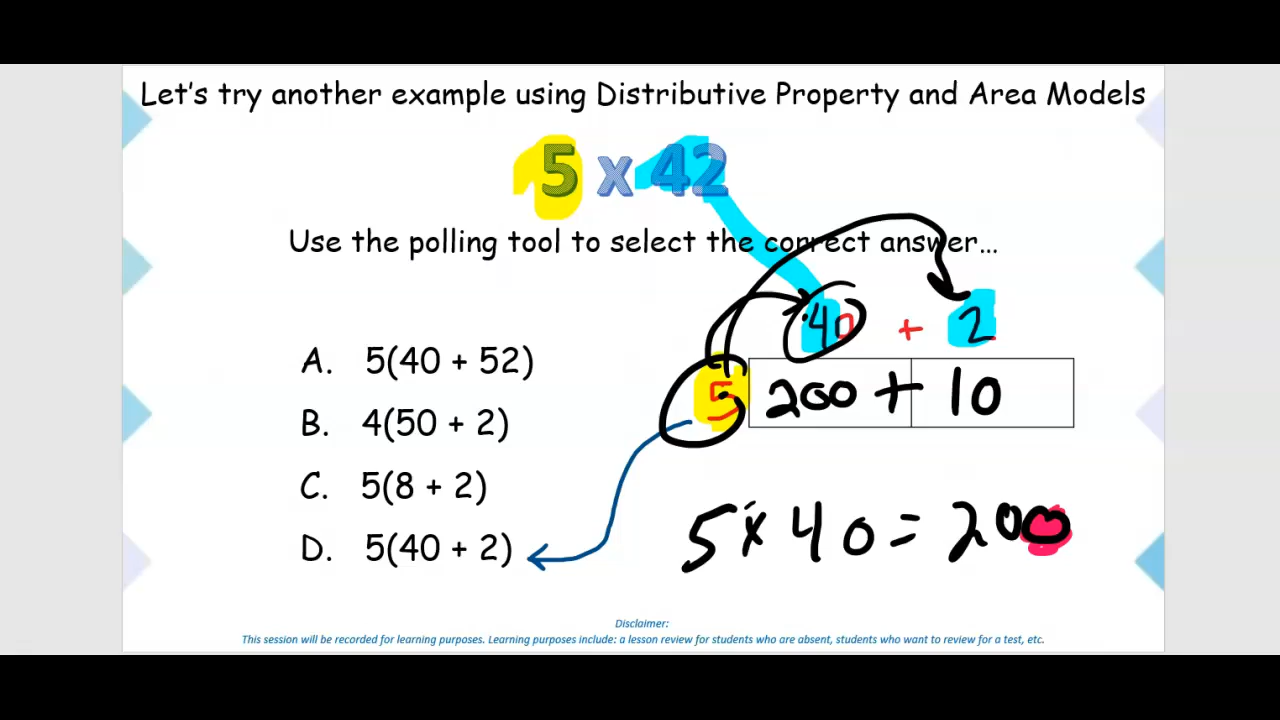 Let's try another example using Distributive Property and Area Models
5 x 42
Use the polling tool to select the correct answer…
40 + 2
A. 5(40 + 52)
5 200 + 10
B. 4(50 + 2)
C. 5(8 + 2)
D. 5(40 + 2)
5 x 40 = 200
Disclaimer:
This session will be recorded for learning purposes. Learning purposes include: a lesson review for students who are absent, students who want to review for a test, etc.